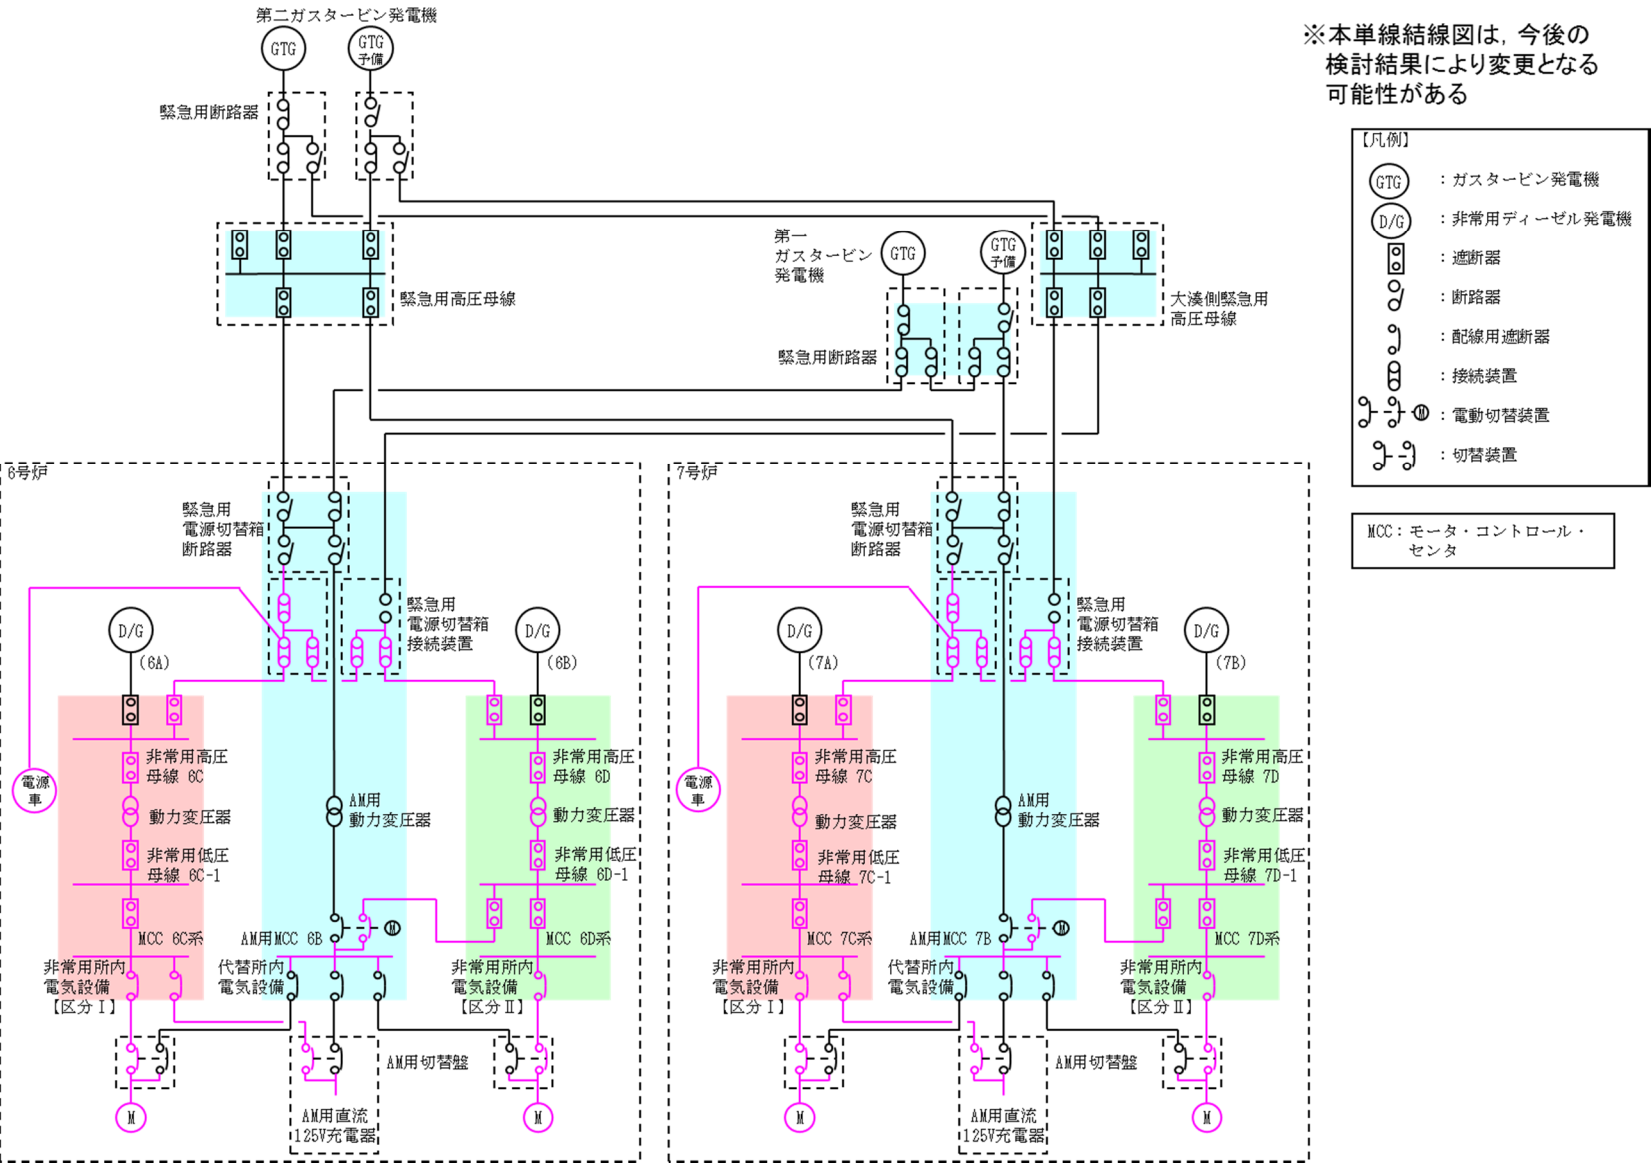 第二ガスタービン発電機
GTG
GTG
予備
緊急用断路器
※本単線結線図は，今後の
検討結果により変更となる
可能性がある
【凡例】
GTG
：ガスタービン発電機
D/G
：非常用ディーゼル発電機
：遮断器
：断路器
：配線用遮断器
：接続装置
M
：電動切替装置
：切替装置
MCC：モータ・コントロール・
センタ
緊急用高圧母線
第一
ガスタービン
発電機
GTG
GTG
予備
緊急用断路器
大湊側緊急用
高圧母線
6号炉
緊急用
電源切替箱
断路器
緊急用
電源切替箱
接続装置
D/G
(6A)
D/G
(6B)
電源
車
非常用高圧
母線 6C
動力変圧器
非常用低圧
母線 6C-1
MCC 6C系
非常用所内
電気設備
【区分Ⅰ】
AM用
動力変圧器
AM用MCC 6B
M
代替所内
電気設備
非常用高圧
母線 6D
動力変圧器
非常用低圧
母線 6D-1
MCC 6D系
非常用所内
電気設備
【区分Ⅱ】
AM用切替盤
M
AM用直流
125V充電器
M
7号炉
緊急用
電源切替箱
断路器
緊急用
電源切替箱
接続装置
D/G
(7A)
D/G
(7B)
電源
車
非常用高圧
母線 7C
動力変圧器
非常用低圧
母線 7C-1
MCC 7C系
非常用所内
電気設備
【区分Ⅰ】
AM用
動力変圧器
AM用MCC 7B
M
代替所内
電気設備
非常用高圧
母線 7D
動力変圧器
非常用低圧
母線 7D-1
MCC 7D系
非常用所内
電気設備
【区分Ⅱ】
AM用切替盤
M
AM用直流
125V充電器
M